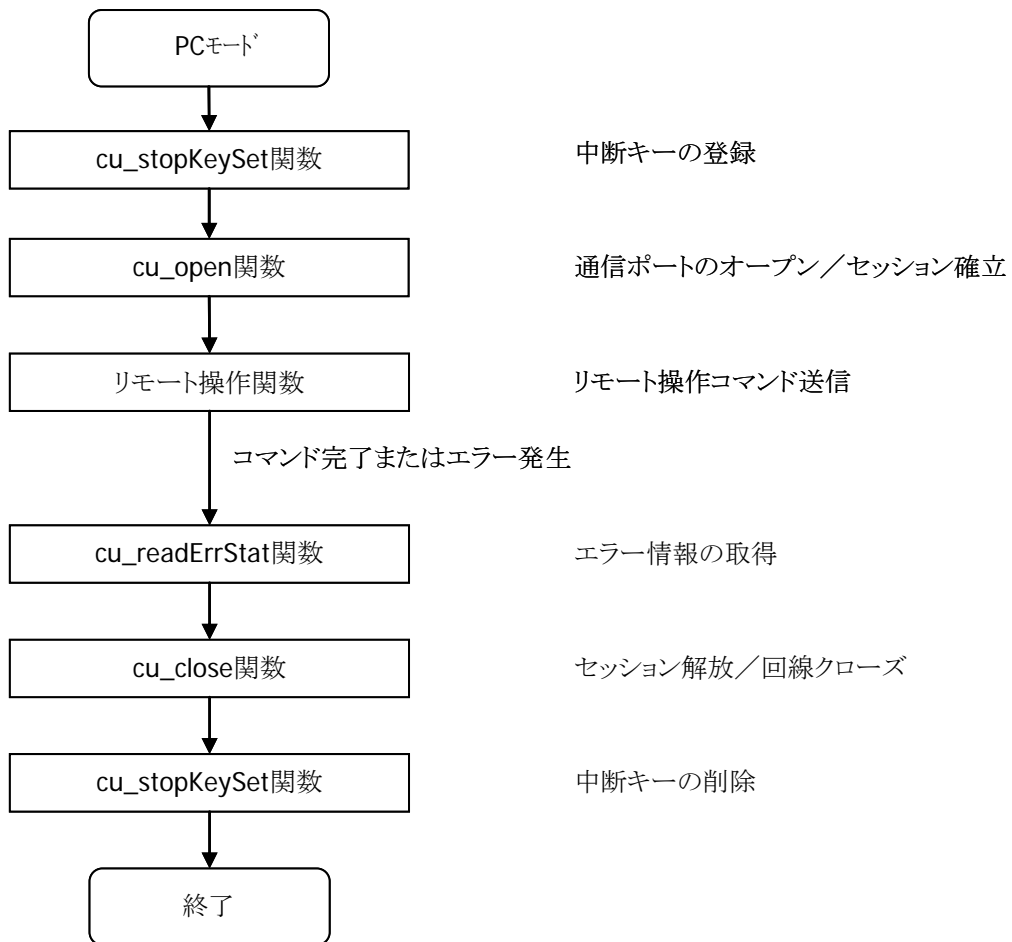 PCモード
cu_stopKeySet関数
中断キーの登録
cu_open関数
通信ポートのオープン／セッション確立
リモート操作関数
リモート操作コマンド送信
コマンド完了またはエラー発生
cu_readErrStat関数
エラー情報の取得
cu_close関数
セッション解放／回線クローズ
cu_stopKeySet関数
中断キーの削除
終了